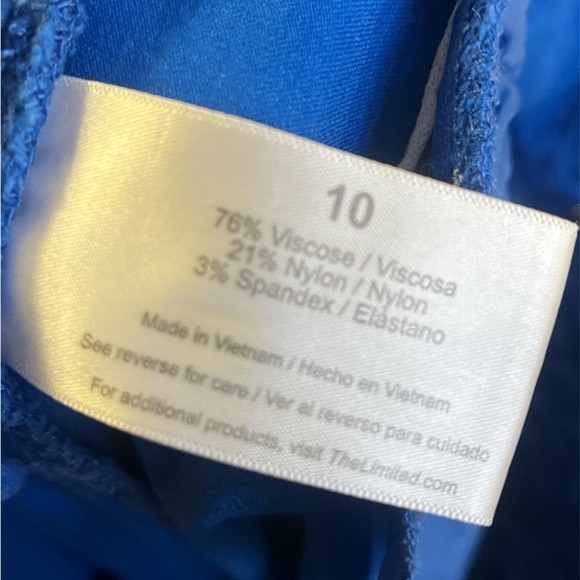 10
76% Viscose / Viscosa
21% Nylon / Nylon
3% Spandex / Elástano
Made in Vietnam / Hecho en Vietnam
See reverse for care / Ver al reverso para cuidado
For additional products, visit TheLimited.com